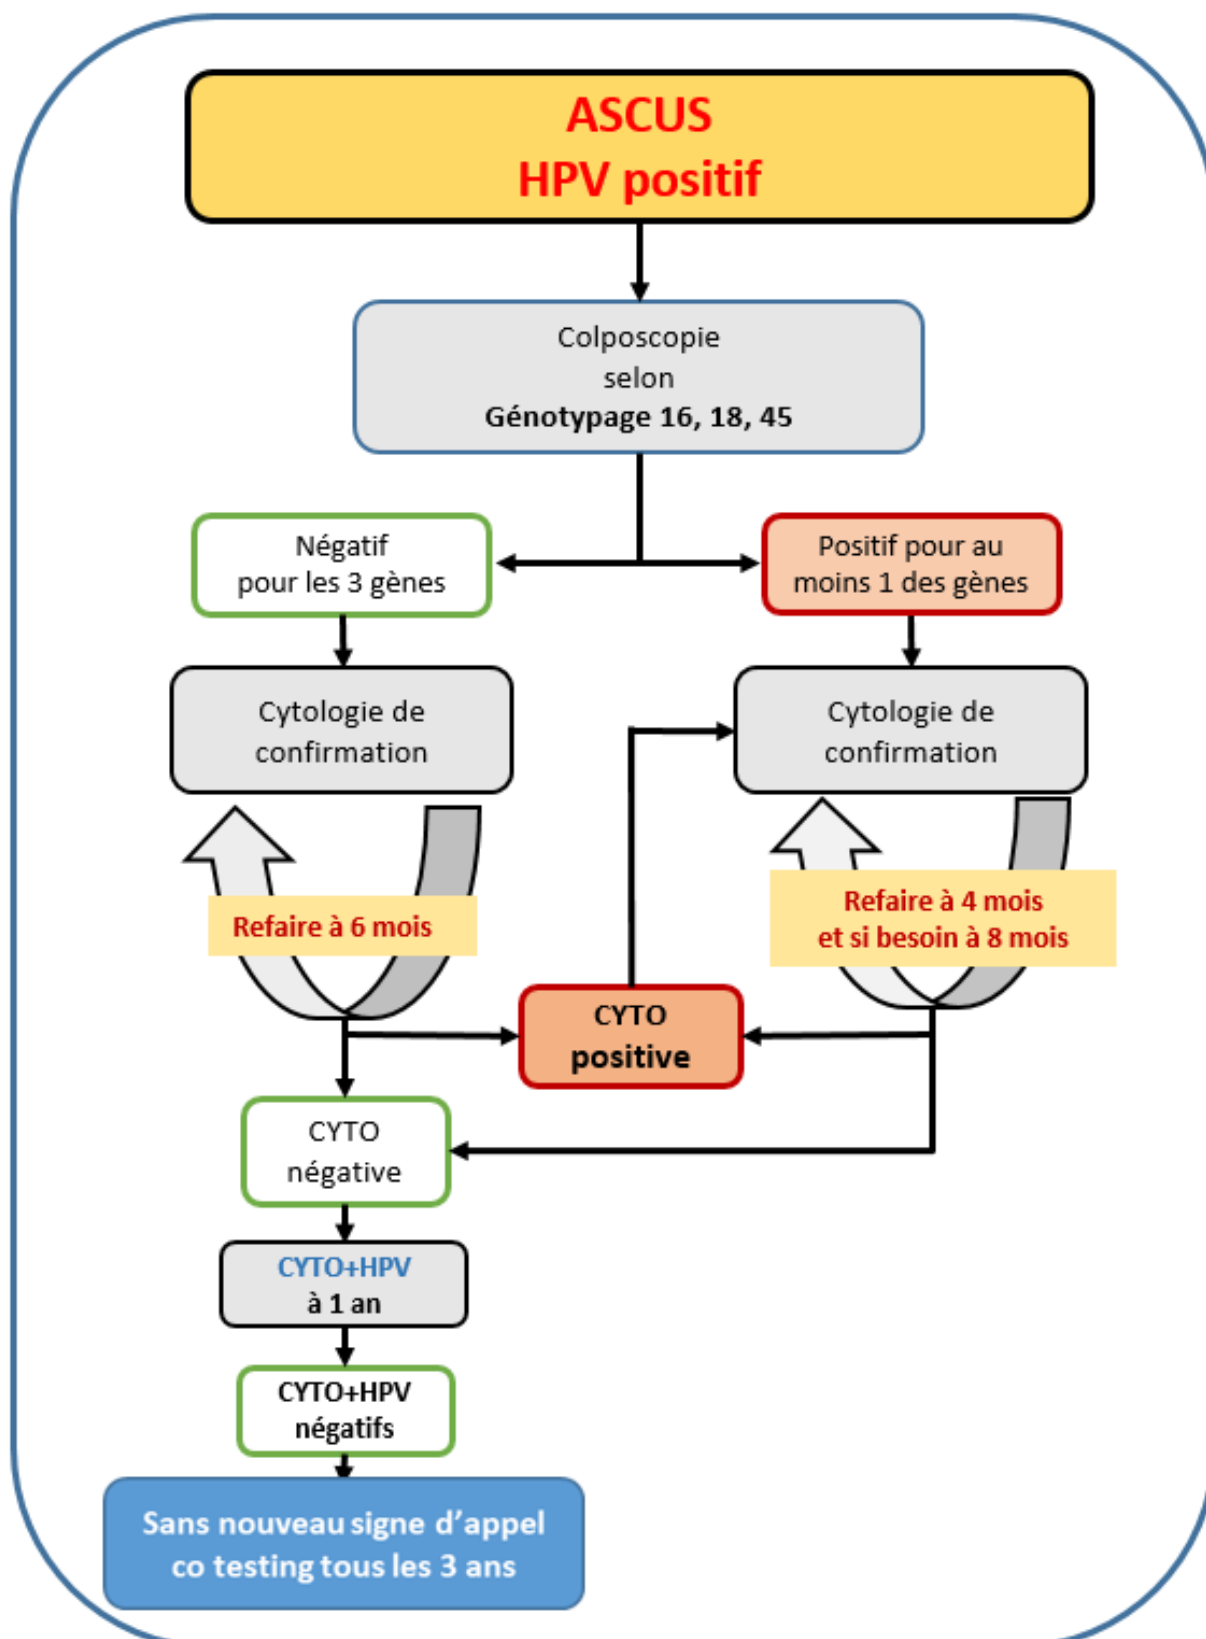 ASCUS
HPV positif
Colposcopie
selon
Génotypage 16, 18, 45
Négatif
pour les 3 gènes
Positif pour au
moins 1 des gènes
Cytologie de
confirmation
Cytologie de
confirmation
Refaire à 6 mois
Refaire à 4 mois
et si besoin à 8 mois
CYTO
positive
CYTO
négative
CYTO+HPV
à 1 an
CYTO+HPV
négatifs
Sans nouveau signe d’appel
co testing tous les 3 ans